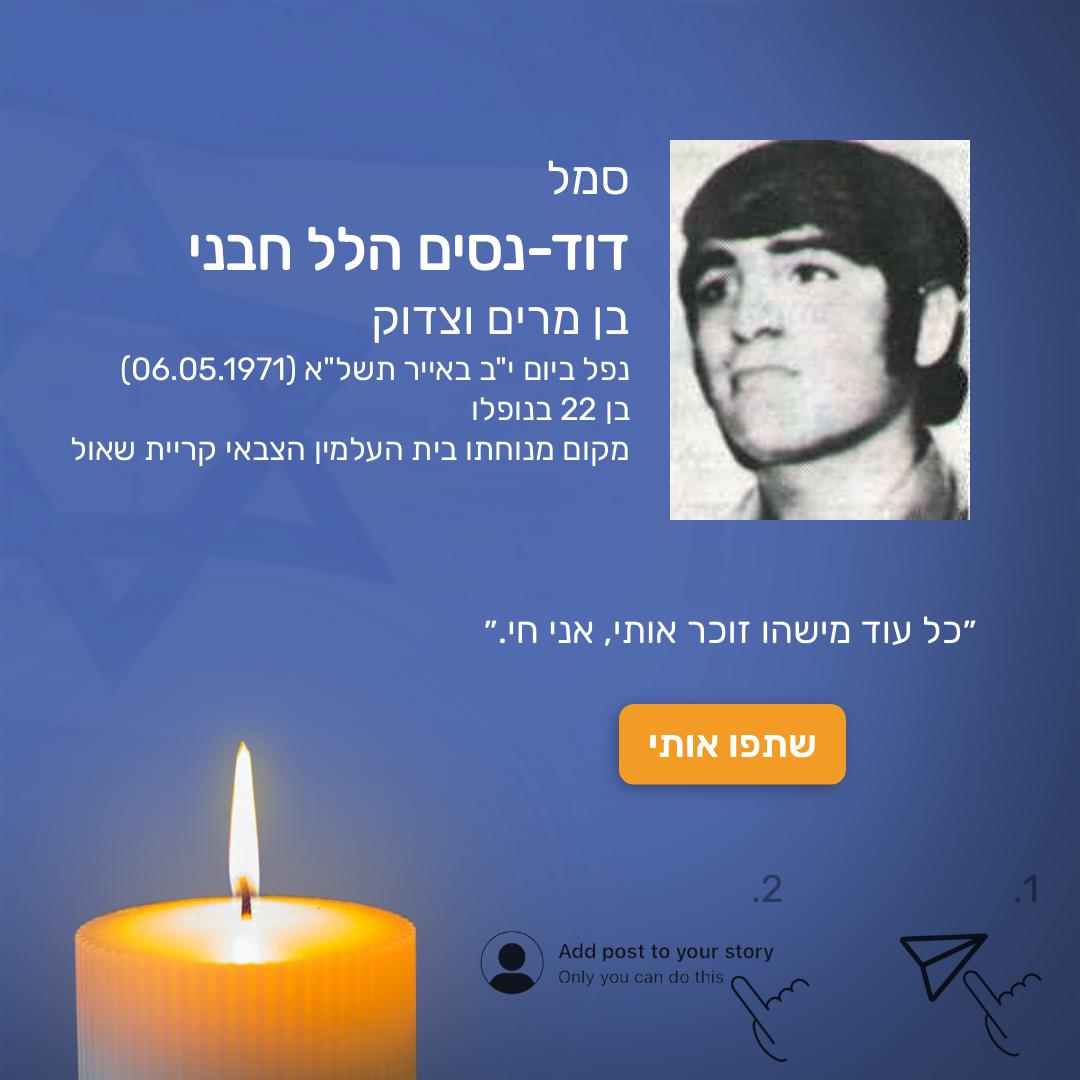 סמל
דוד-נסים הלל חבני
בן מרים וצדוק
נפל ביום י"ב באייר תשל"א (06.05.1971)
בן 22 בנופלו
מקום מנוחתו בית העלמין הצבאי קריית שאול
״כל עוד מישהו זוכר אותי, אני חי.״
שתפו אותי
.1
.2
Add post to your story
Only you can do this